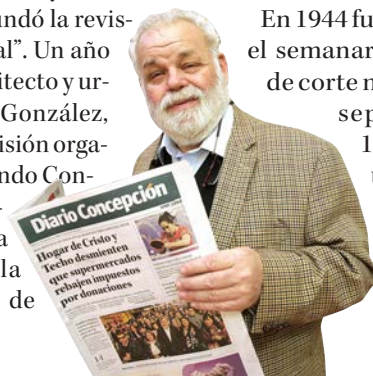 undó la revis-
al”. Un año
itecto y ur-
González,
isión orga-
ndo Con-
a
la
de
Diario Concepción
Hogar de Cristo y
Techo desmienten
que supermercados
rebajen impuestos
por donaciones
En 1944 fu
el semanar
de corte n
sep
1